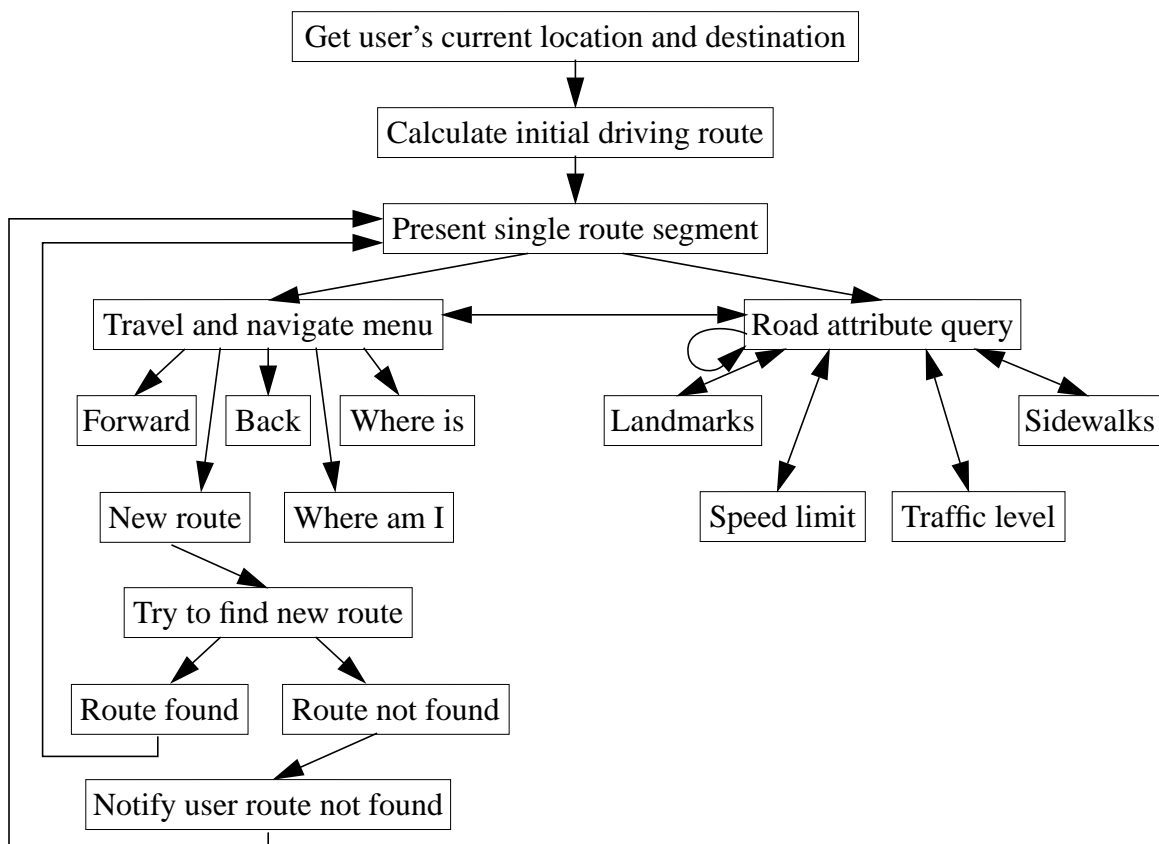 Get user’s current location and destination
Calculate initial driving route
Present single route segment
Travel and navigate menu
Road attribute query
Forward
Back
Where is
Landmarks
Sidewalks
New route
Where am I
Speed limit
Traffic level
Try to find new route
Route found
Route not found
Notify user route not found